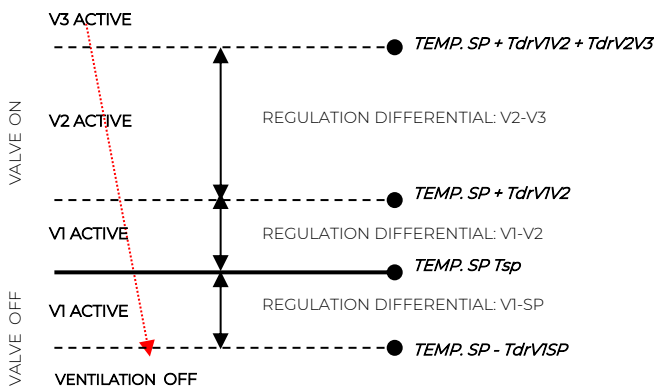 V3 ACTIVE
TEMP. SP + TdrV1V2 + TdrV2V3
VALVE ON
V2 ACTIVE
REGULATION DIFFERENTIAL: V2-V3
TEMP. SP + TdrV1V2
V1 ACTIVE
REGULATION DIFFERENTIAL: V1-V2
TEMP. SP Tsp
VALVE OFF
V1 ACTIVE
REGULATION DIFFERENTIAL: V1-SP
TEMP. SP - TdrV1SP
VENTILATION OFF